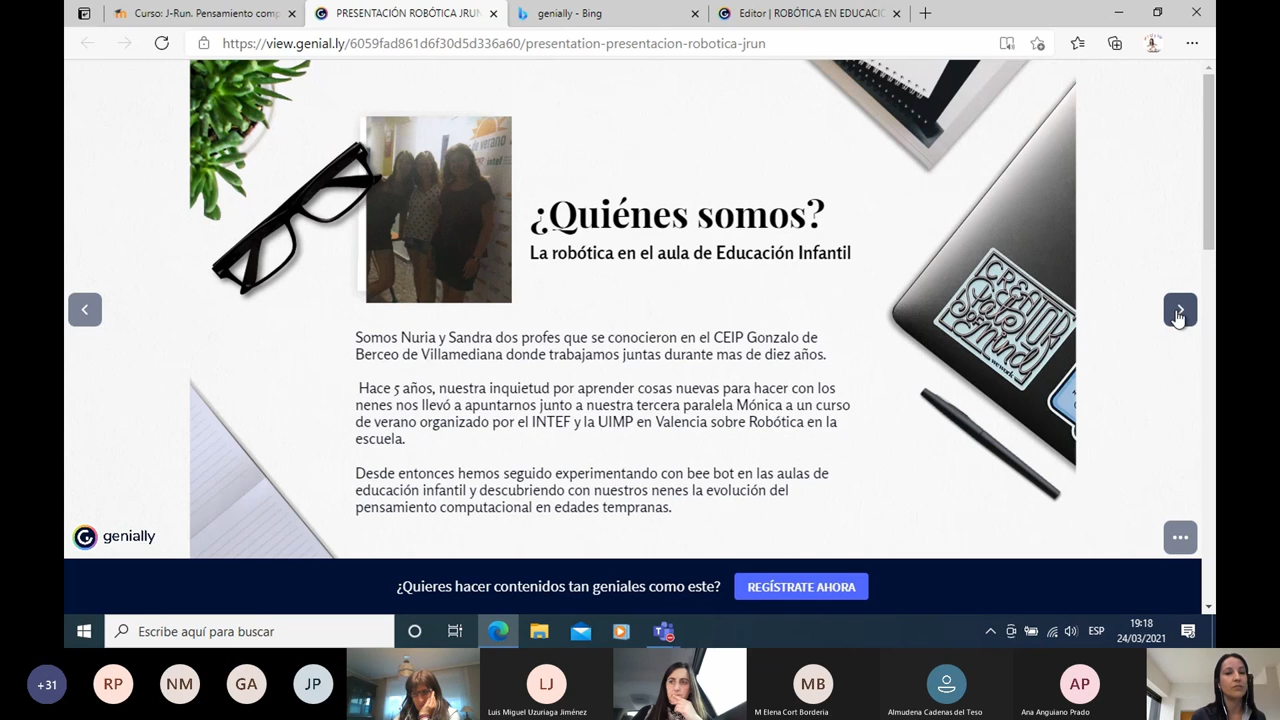 Curso: J-Run. Pensamiento comp
PRESENTACIÓN ROBÓTICA JRUN
genially - Bing
Editor | ROBÓTICA EN EDUCACIÓ
https://view.genial.ly/6059fad861d6f30d5d336a60/presentation-presentacion-robotica-jrun
¿Quiénes somos?
La robótica en el aula de Educación Infantil
CREATIVITY
is a State
of Mind
Somos Nuria y Sandra dos profes que se conocieron en el CEIP Gonzalo de
Berceo de Villamediana donde trabajamos juntas durante mas de diez años.
Hace 5 años, nuestra inquietud por aprender cosas nuevas para hacer con los
nenes nos llevó a apuntarnos junto a nuestra tercera paralela Mónica a un curso
de verano organizado por el INTEF y la UIMP en Valencia sobre Robótica en la
escuela.
Desde entonces hemos seguido experimentando con bee bot en las aulas de
educación infantil y descubriendo con nuestros nenes la evolución del
pensamiento computacional en edades tempranas.
genially
¿Quieres hacer contenidos tan geniales como este?
REGÍSTRATE AHORA
Escribe aquí para buscar
ESP
19:18
24/03/2021
+31
RP
NM
GA
JP
LJ
Luis Miguel Uzuriaga Jiménez
MB
M Elena Cort Borderia
Almudena Cadenas del Teso
AP
Ana Anguiano Prado